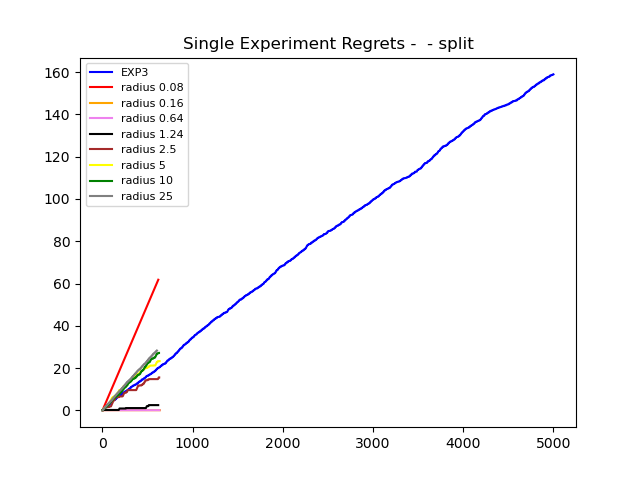 Single Experiment Regrets -  - split
160
140
120
100
80
60
40
20
0
EXP3
radius 0.08
radius 0.16
radius 0.64
radius 1.24
radius 2.5
radius 5
radius 10
radius 25
0 1000 2000 3000 4000 5000